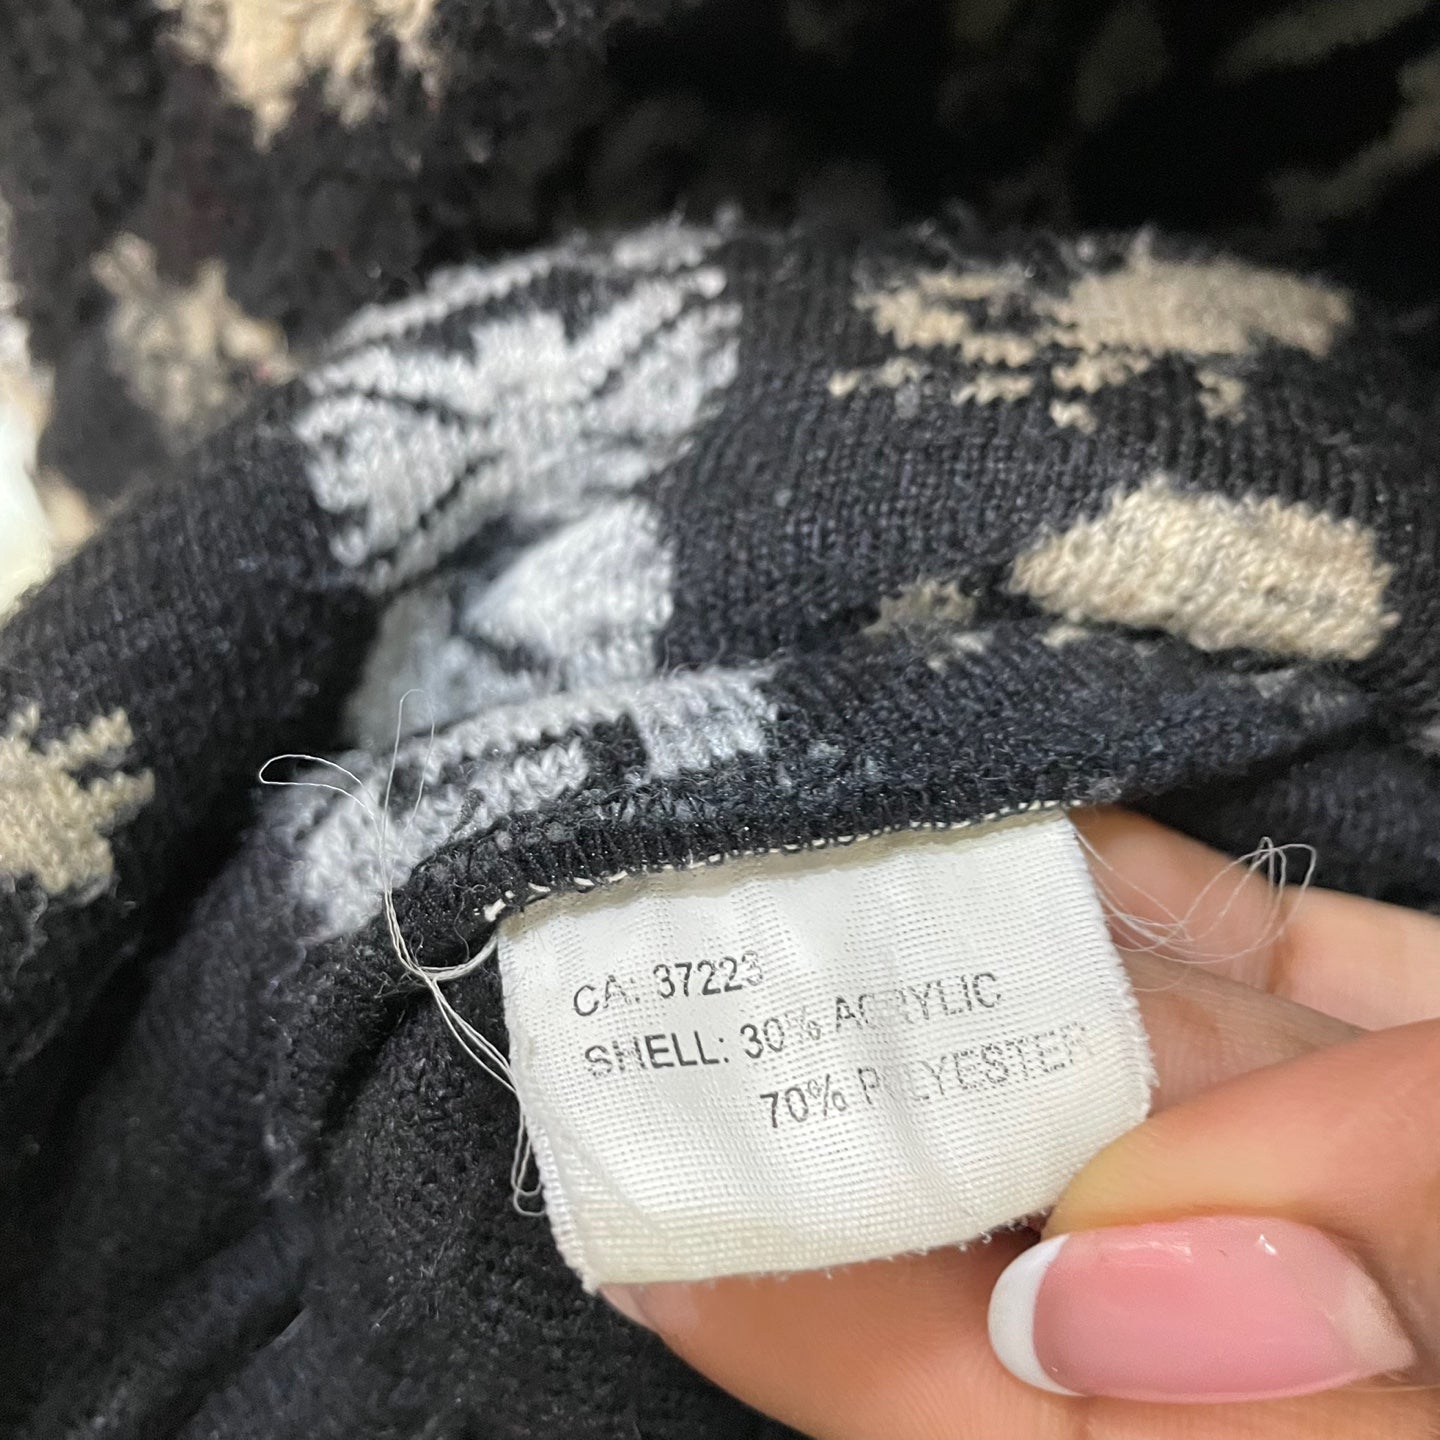 CA: 37223
SHELL: 30% ACRYLIC
70% POLYESTER